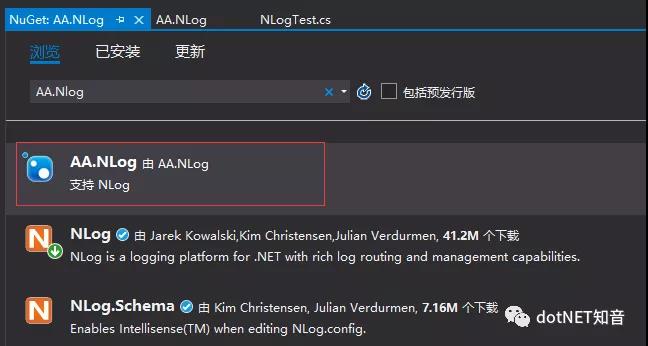 NuGet: AA.NLog AA.NLog NLogTest.cs
浏览 已安装 更新
AA.Nlog 包括预发行版
AA.NLog 由 AA.NLog
支持 NLog
NLog 由 Jarek Kowalski,Kim Christensen,Julian Verdurmen, 41.2M 个下载
NLog is a logging platform for .NET with rich log routing and management capabilities.
NLog.Schema 由 Kim Christensen, Julian Verdurmen, 7.16M 个下载
Enables Intellisense(TM) when editing NLog.config.
dotNET知音